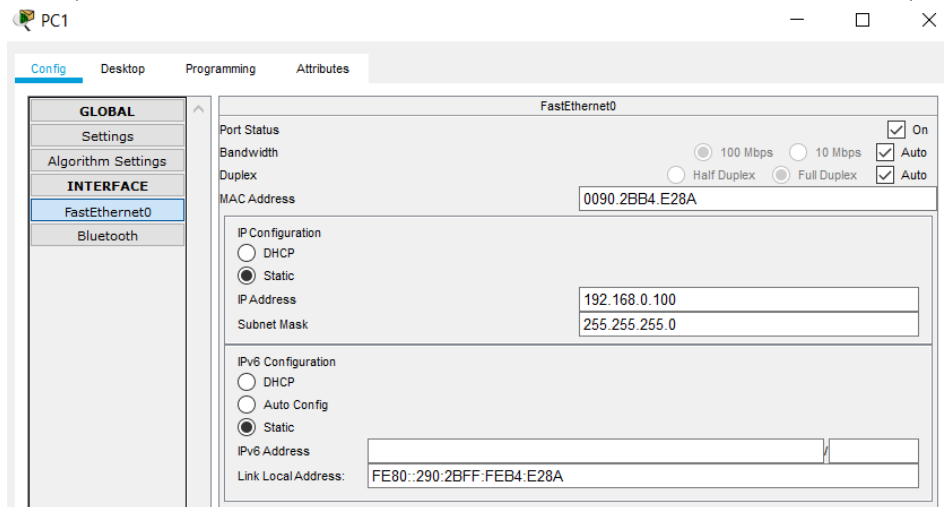 PC1
Config Desktop Programming Attributes
GLOBAL
Settings
Algorithm Settings
INTERFACE
FastEthernet0
Bluetooth
FastEthernet0
Port Status On
Bandwidth 100 Mbps 10 Mbps Auto
Duplex Half Duplex Full Duplex Auto
MAC Address 0090.2BB4.E28A
IP Configuration
DHCP
Static
IP Address 192.168.0.100
Subnet Mask 255.255.255.0
IPv6 Configuration
DHCP
Auto Config
Static
IPv6 Address /
Link Local Address: FE80::290:2BFF:FEB4:E28A